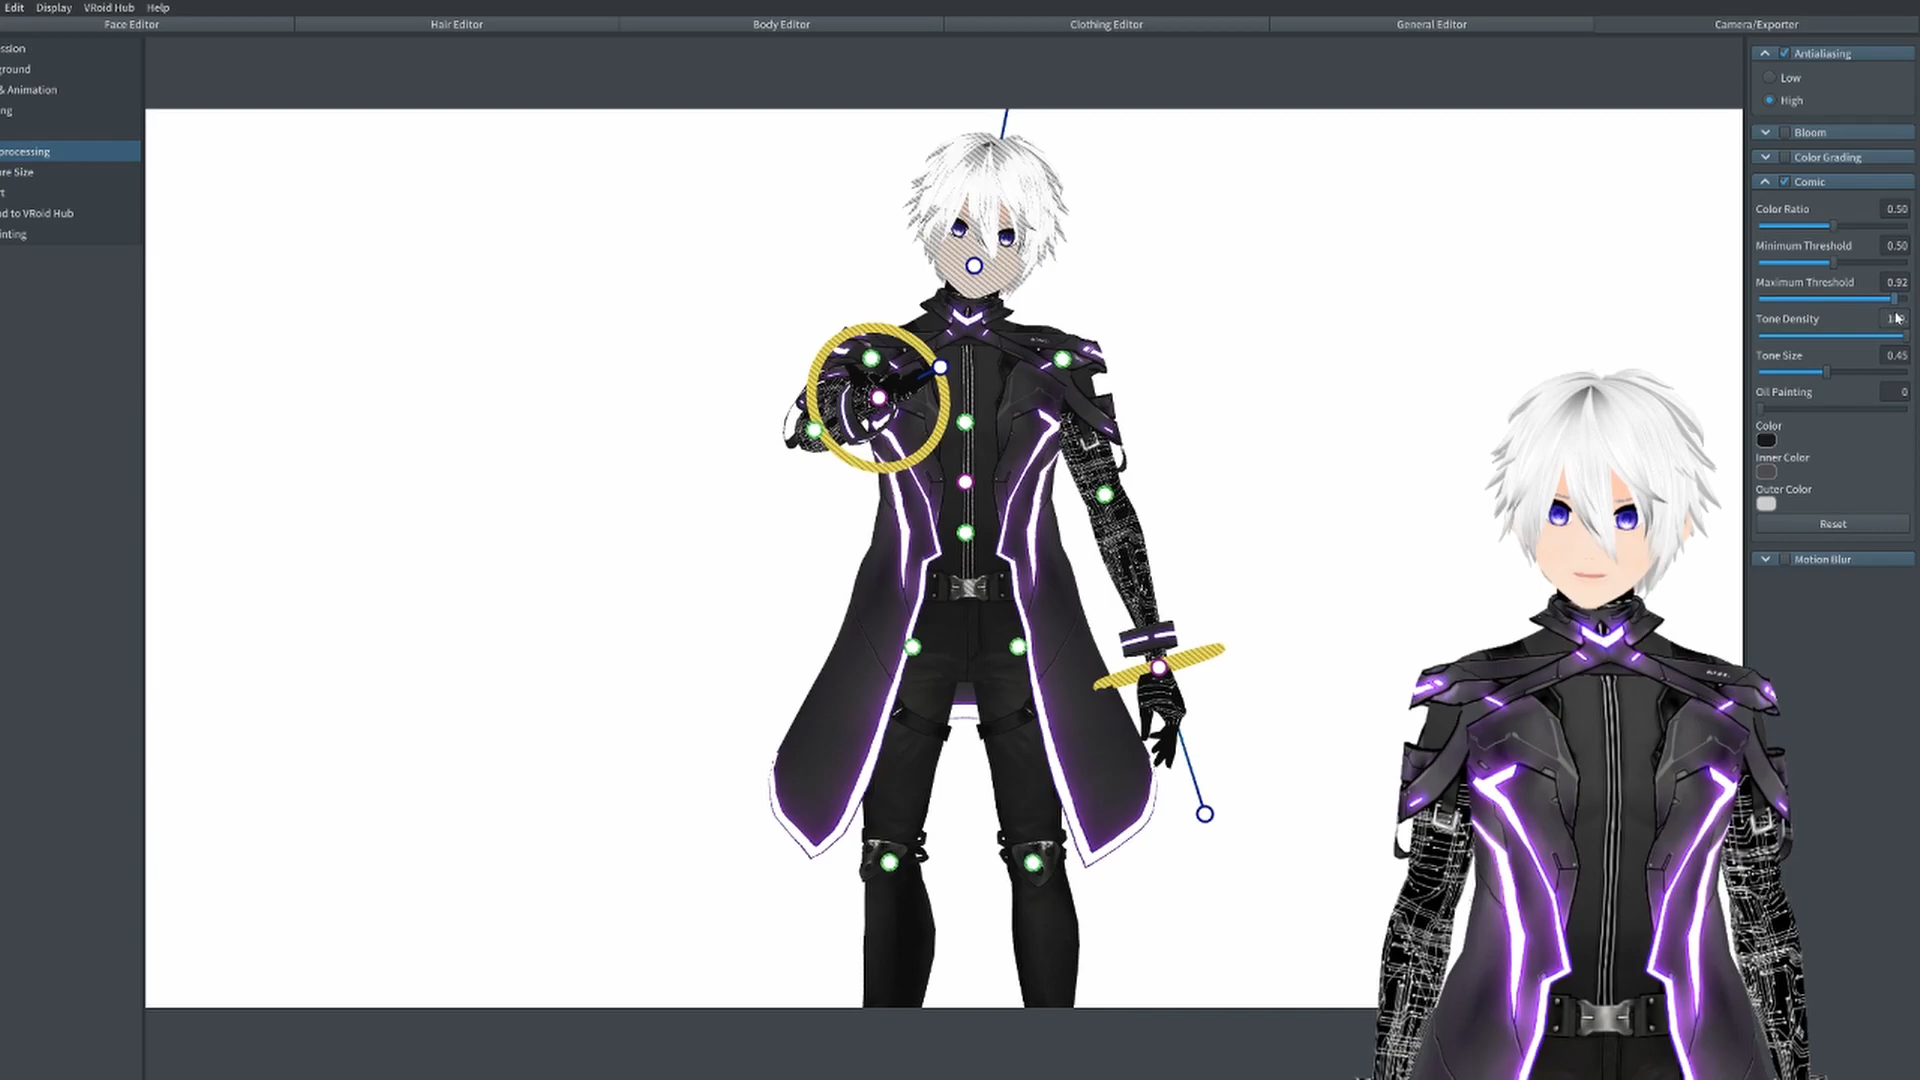 Edit Display VRoid Hub Help
Face Editor Hair Editor Body Editor Clothing Editor General Editor Camera/Exporter
ssion
ground
& Animation
ng
processing
re Size
rt
d to VRoid Hub
inting
Antialiasing
Low
High
Bloom
Color Grading
Comic
Color Ratio 0.50
Minimum Threshold 0.50
Maximum Threshold 0.92
Tone Density
Tone Size 0.45
Oil Painting 0
Color
Inner Color
Outer Color
Reset
Motion Blur